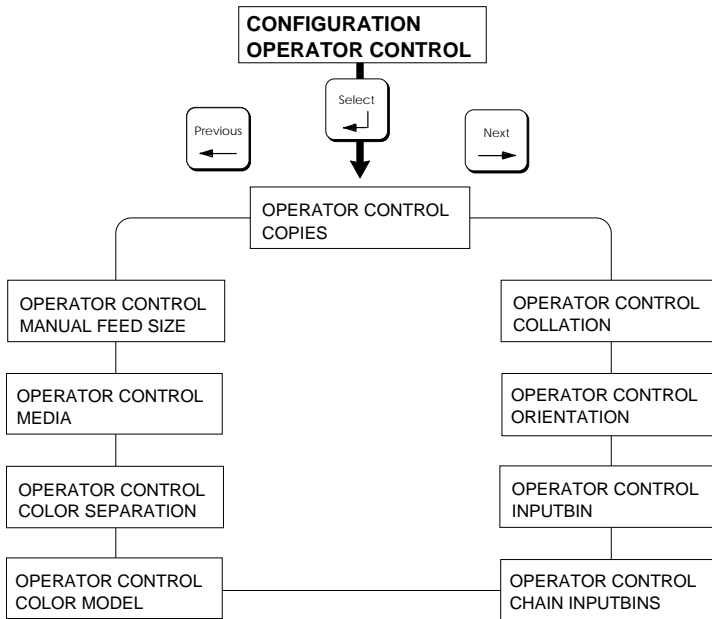 CONFIGURATION
OPERATOR CONTROL
Select
Previous
Next
OPERATOR CONTROL
COPIES
OPERATOR CONTROL
MANUAL FEED SIZE
OPERATOR CONTROL
COLLATION
OPERATOR CONTROL
MEDIA
OPERATOR CONTROL
ORIENTATION
OPERATOR CONTROL
COLOR SEPARATION
OPERATOR CONTROL
INPUTBIN
OPERATOR CONTROL
COLOR MODEL
OPERATOR CONTROL
CHAIN INPUTBINS